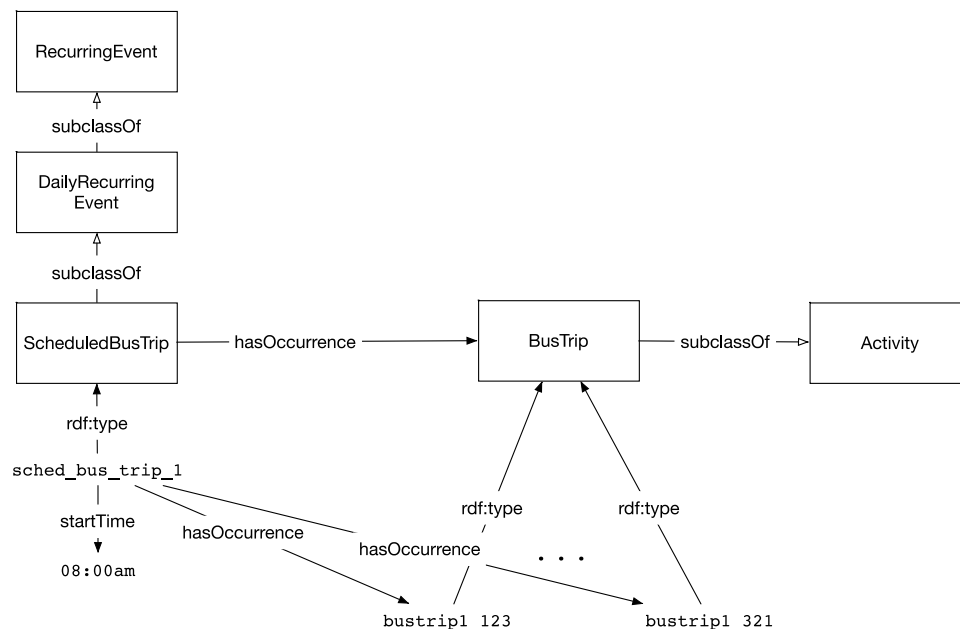 RecurringEvent
subclassOf
DailyRecurring
Event
subclassOf
ScheduledBusTrip
hasOccurrence
BusTrip
subclassOf
Activity
rdf:type
sched_bus_trip_1
startTime
08:00am
hasOccurrence
hasOccurrence
rdf:type
rdf:type
. . .
bustrip1 123
bustrip1 321